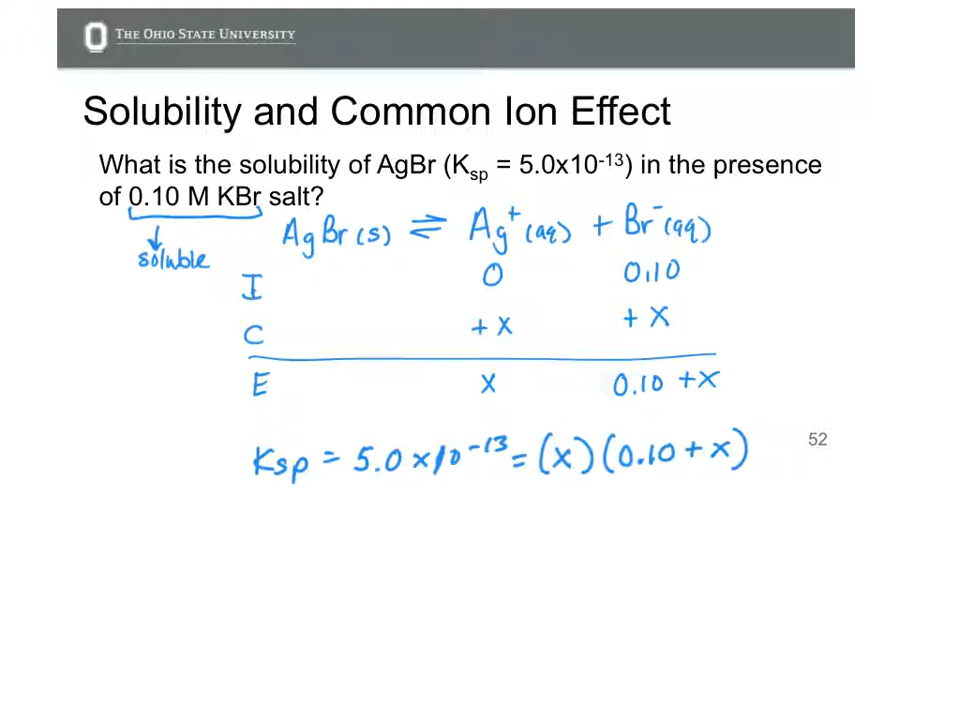 THE OHIO STATE UNIVERSITY
Solubility and Common Ion Effect
What is the solubility of AgBr (Ksp = 5.0x10⁻¹³) in the presence
of 0.10 M KBr salt?
AgBr(s) ⇌ Ag⁺(aq) + Br⁻(aq)
soluble
I 0 0.10
C +x +x
E x 0.10 +x
52
Ksp = 5.0 x10⁻¹³ = (x)(0.10 + x)